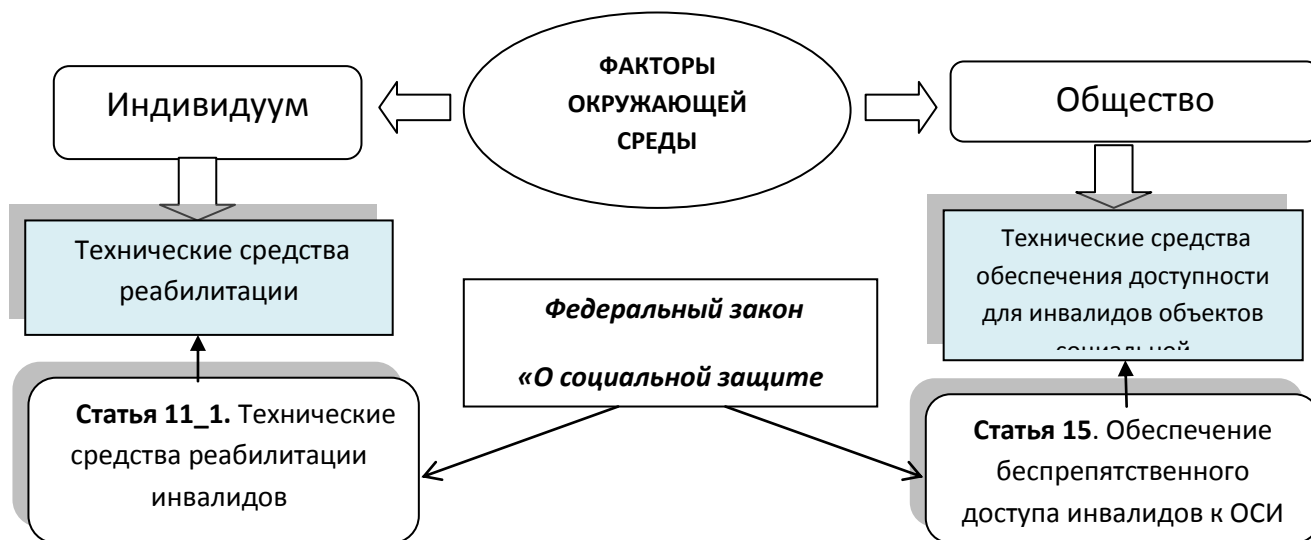 ФАКТОРЫ
ОКРУЖАЮЩЕЙ
СРЕДЫ
Индивидуум
Общество
Технические средства
реабилитации
Технические средства
обеспечения доступности
для инвалидов объектов
социальной
Федеральный закон
«О социальной защите
Статья 11_1. Технические
средства реабилитации
инвалидов
Статья 15. Обеспечение
беспрепятственного
доступа инвалидов к ОСИ